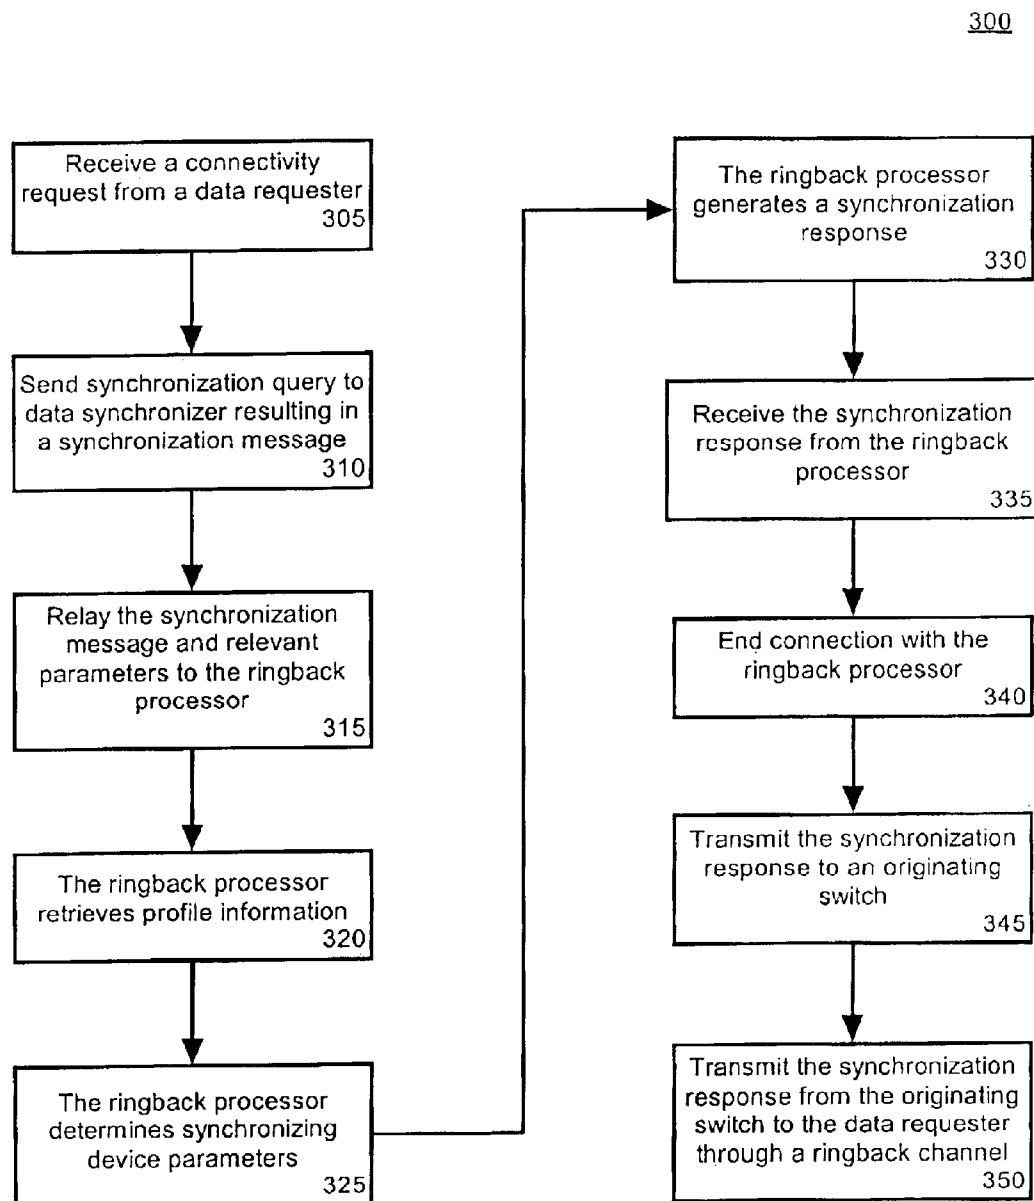 300
Receive a connectivity
request from a data requester
305
Send synchronization query to
data synchronizer resulting in
a synchronization message
310
Relay the synchronization
message and relevant
parameters to the ringback
processor
315
The ringback processor
retrieves profile information
320
The ringback processor
determines synchronizing
device parameters
325
The ringback processor
generates a synchronization
response
330
Receive the synchronization
response from the ringback
processor
335
End connection with the
ringback processor
340
Transmit the synchronization
response to an originating
switch
345
Transmit the synchronization
response from the originating
switch to the data requester
through a ringback channel
350